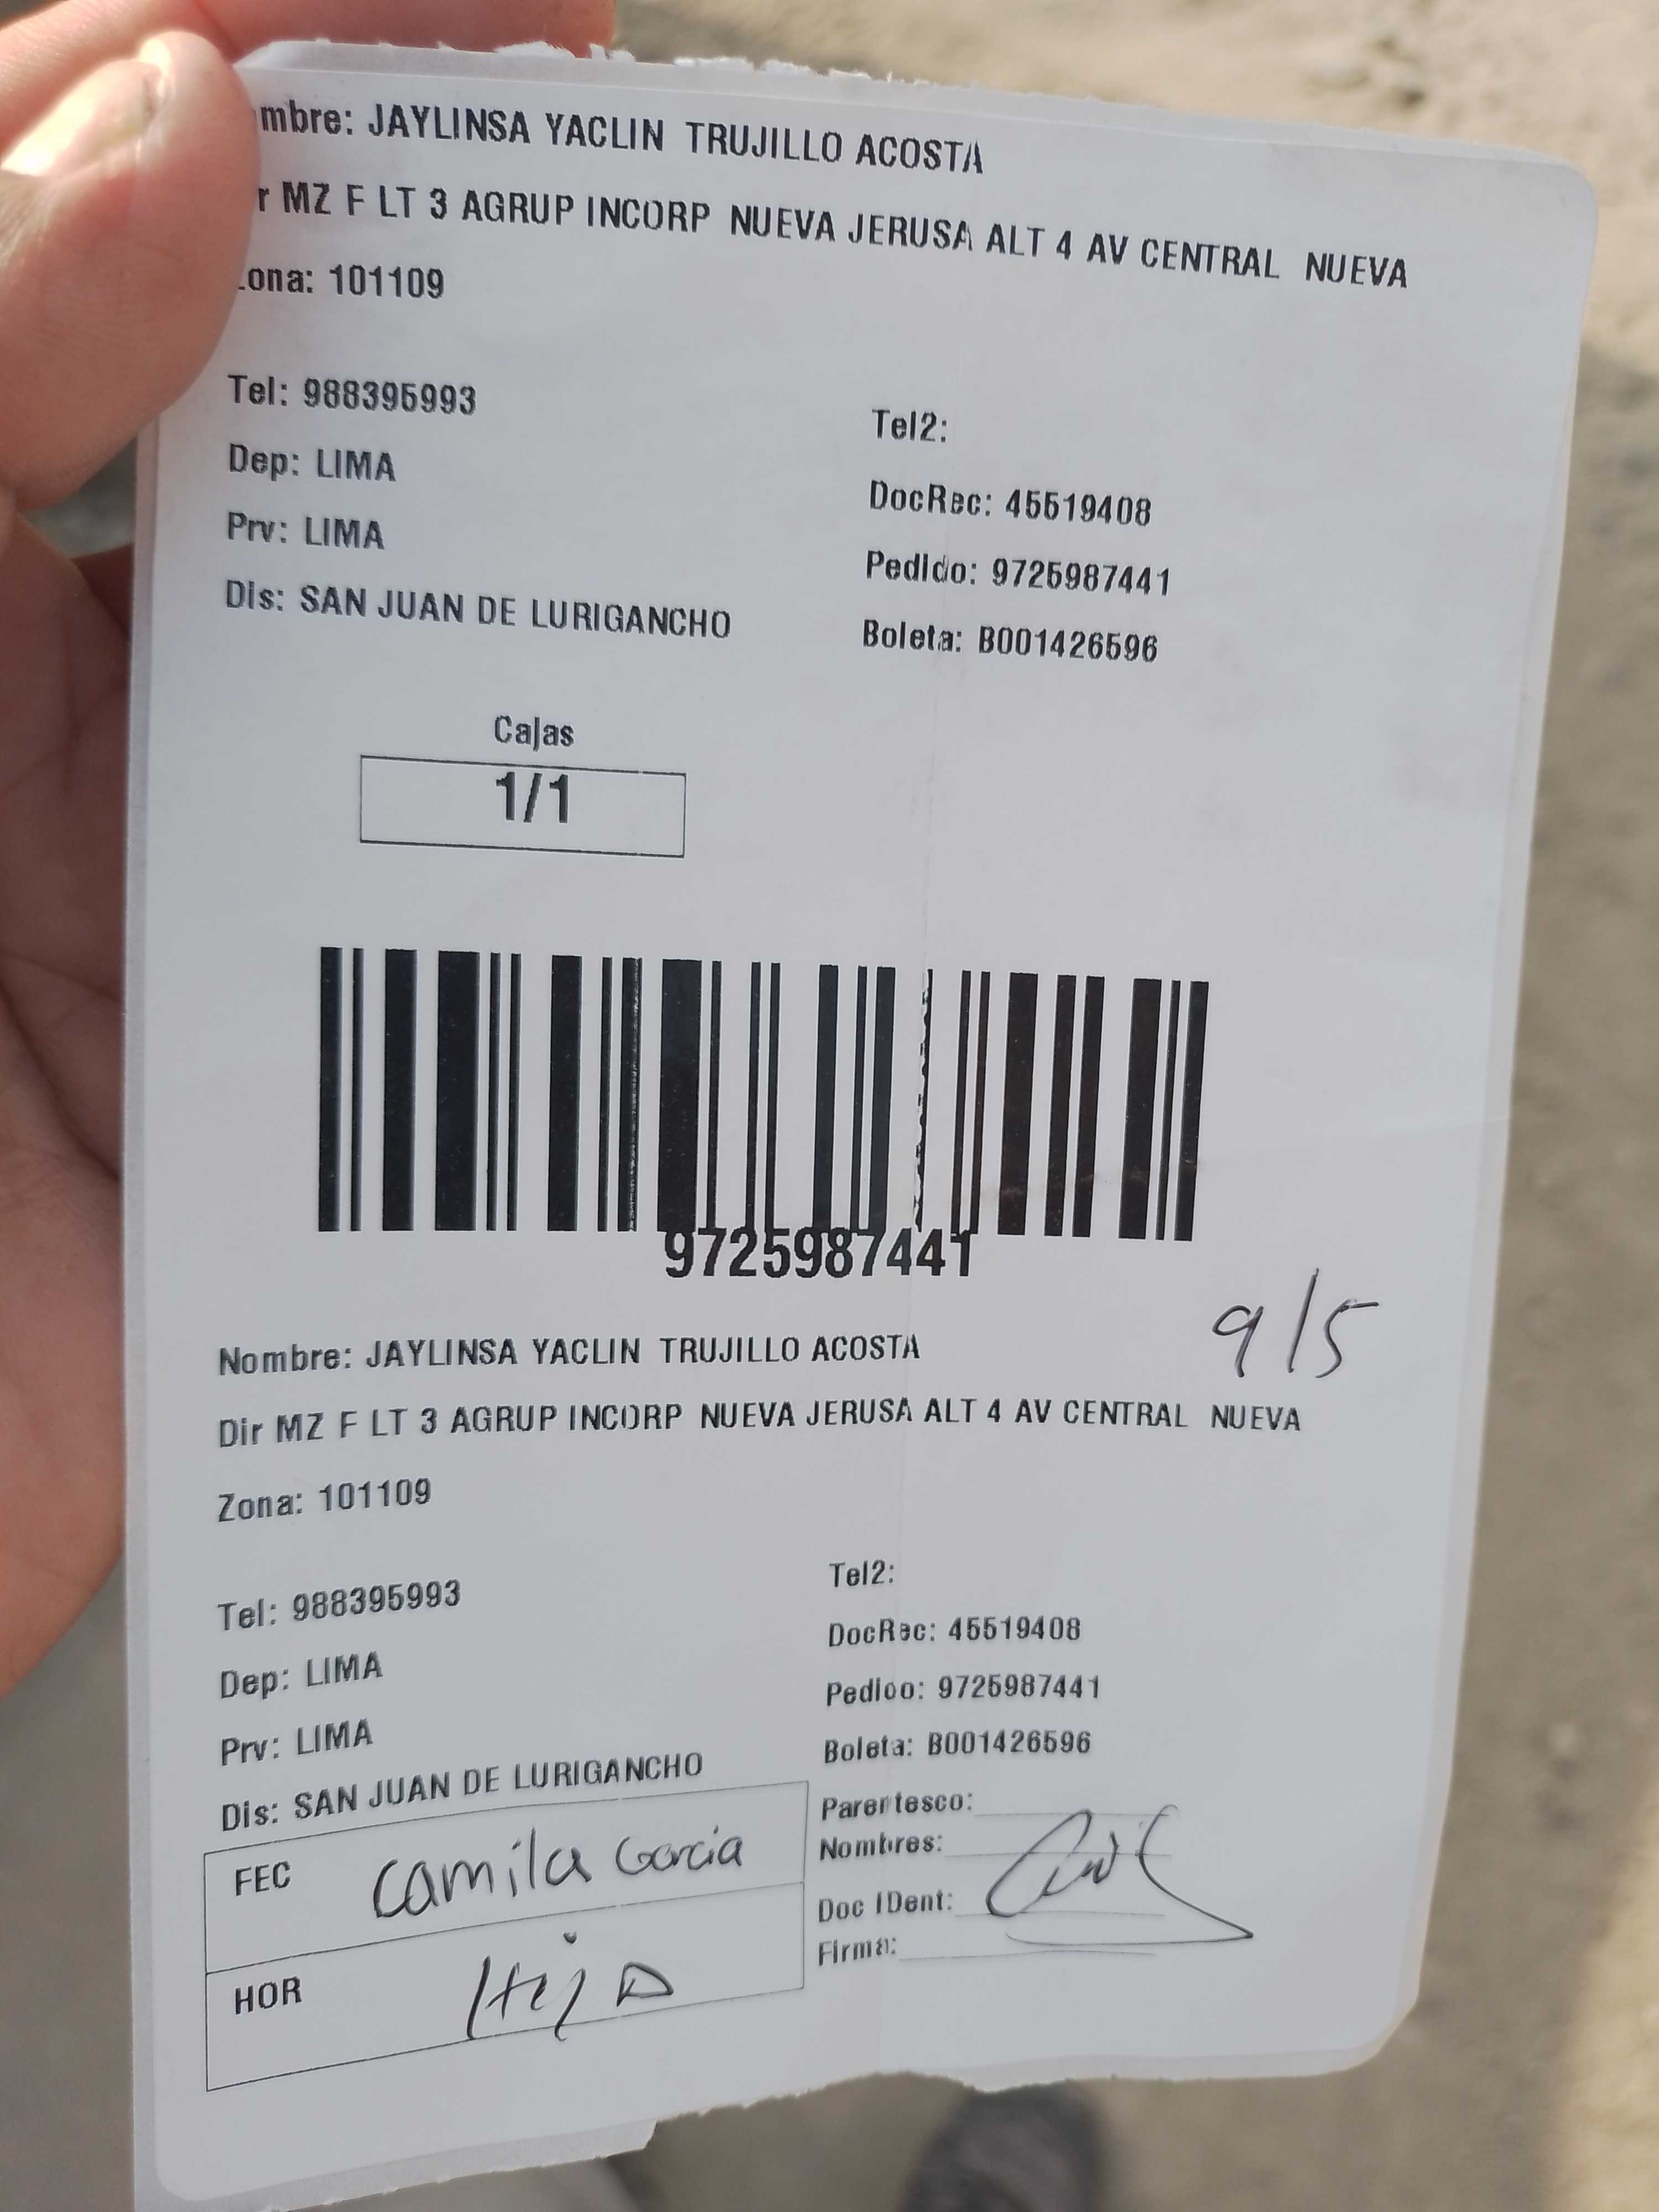 mbre: JAYLINSA YACLIN TRUJILLO ACOSTA
r MZ F LT 3 AGRUP INCORP NUEVA JERUSA ALT 4 AV CENTRAL NUEVA
ona: 101109
Tel: 988395993
Tel2:
Dep: LIMA
DocRec: 45519408
Prv: LIMA
Pedido: 9725987441
Dis: SAN JUAN DE LURIGANCHO
Boleta: B001426596
Cajas
1/1
9725987441
9/5
Nombre: JAYLINSA YACLIN TRUJILLO ACOSTA
Dir MZ F LT 3 AGRUP INCORP NUEVA JERUSA ALT 4 AV CENTRAL NUEVA
Zona: 101109
Tel: 988395993
Tel2:
Dep: LIMA
DocRec: 45519408
Prv: LIMA
Pedido: 9725987441
Dis: SAN JUAN DE LURIGANCHO
Boleta: B001426596
FEC Camila Garcia
HOR Hija
Parentesco:
Nombres:
Doc IDent:
Firma: